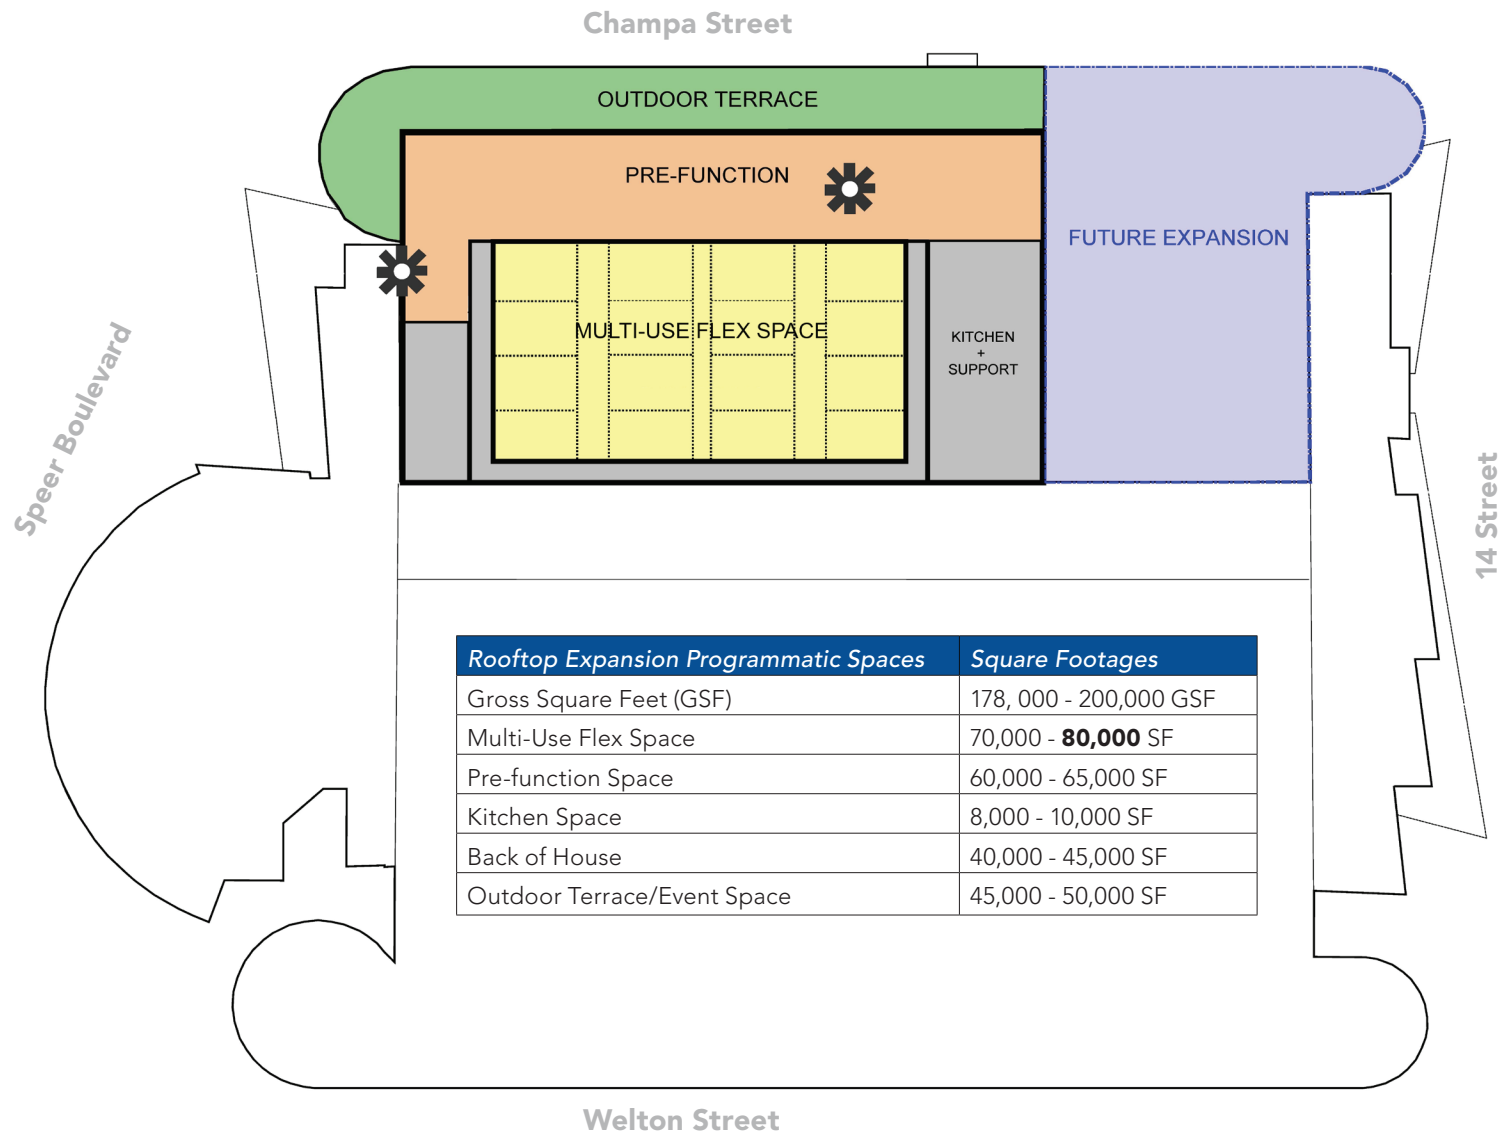 Champa Street
OUTDOOR TERRACE
PRE-FUNCTION
FUTURE EXPANSION
MULTI-USE FLEX SPACE
KITCHEN
+
SUPPORT
Speer Boulevard
14 Street
Rooftop Expansion Programmatic Spaces Square Footages
Gross Square Feet (GSF) 178, 000 - 200,000 GSF
Multi-Use Flex Space 70,000 - 80,000 SF
Pre-function Space 60,000 - 65,000 SF
Kitchen Space 8,000 - 10,000 SF
Back of House 40,000 - 45,000 SF
Outdoor Terrace/Event Space 45,000 - 50,000 SF
Welton Street